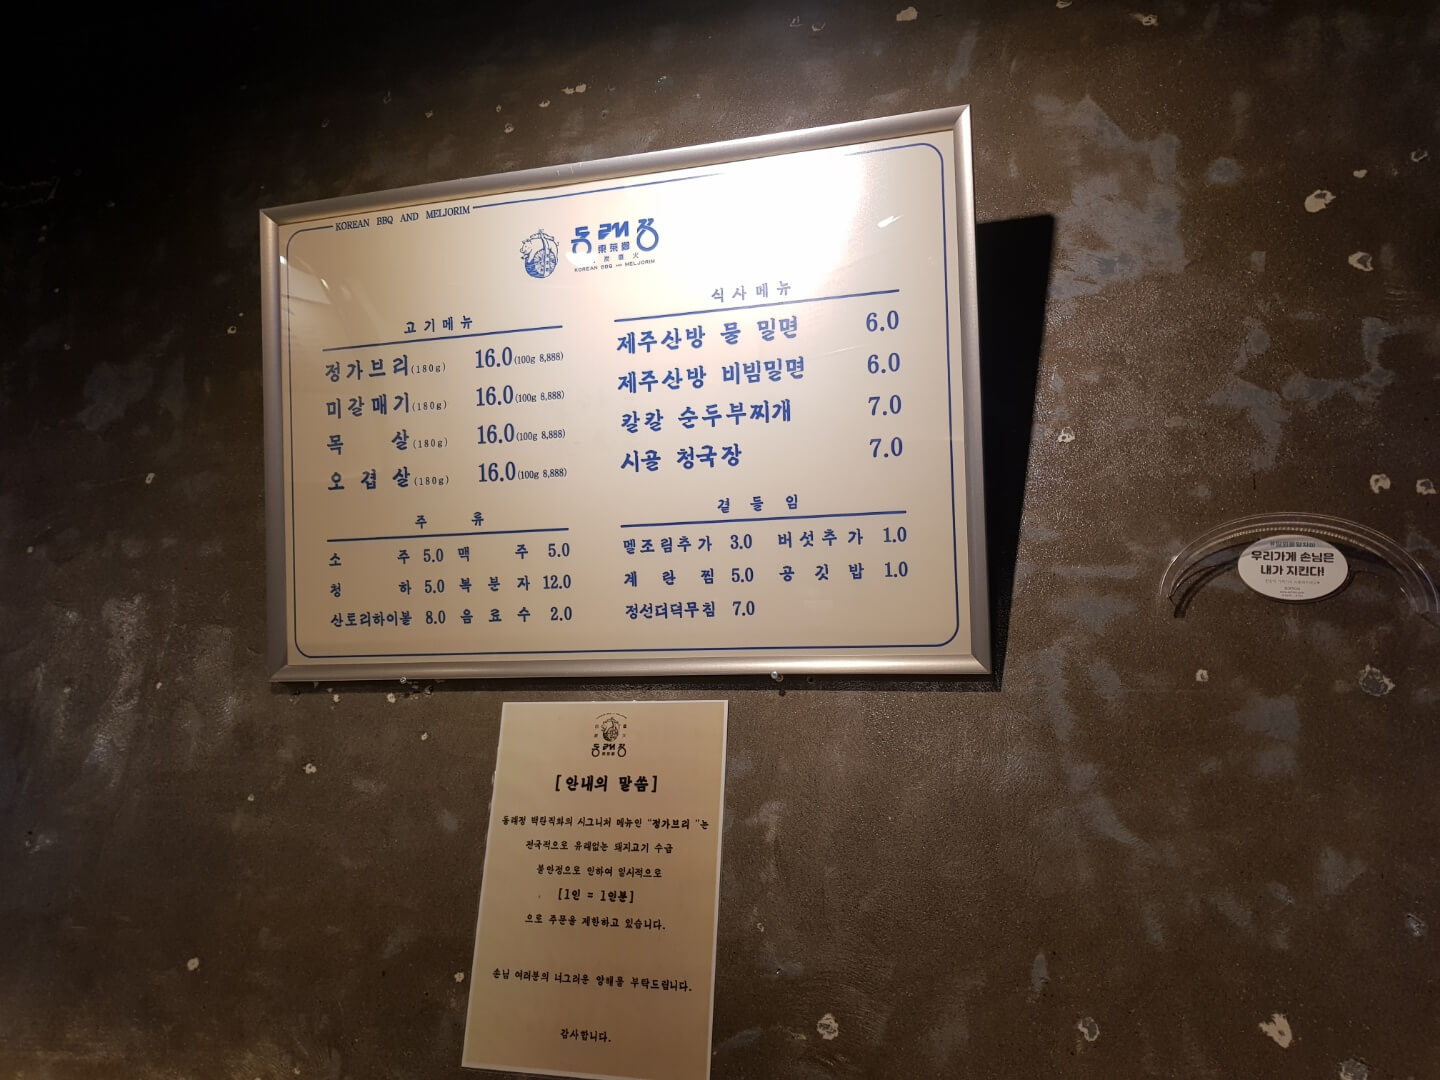 KOREAN BBQ AND MELJORIM
동래정
東萊鄭
炭直火
KOREAN BBQ AND MELJORIM
고기메뉴
정가브리(180g) 16.0(100g 8,888)
미갈매기(180g) 16.0(100g 8,888)
목살(180g) 16.0(100g 8,888)
오겹살(180g) 16.0(100g 8,888)
주류
소주 5.0 맥주 5.0
청하 5.0 복분자 12.0
산토리하이볼 8.0 음료수 2.0
식사메뉴
제주산방 물 밀면 6.0
제주산방 비빔밀면 6.0
칼칼 순두부찌개 7.0
시골 청국장 7.0
곁들임
멜조림추가 3.0 버섯추가 1.0
계란찜 5.0 공깃밥 1.0
정선더덕무침 7.0
동래정
[안내의 말씀]
동래정 백탄직화의 시그니처 메뉴인 "정가브리 "는
전국적으로 유래없는 돼지고기 수급
불안정으로 인하여 일시적으로
[1인 = 1인분]
으로 주문을 제한하고 있습니다.
손님 여러분의 너그러운 양해를 부탁드립니다.
감사합니다.
우리가게 손님은
내가 지킨다!